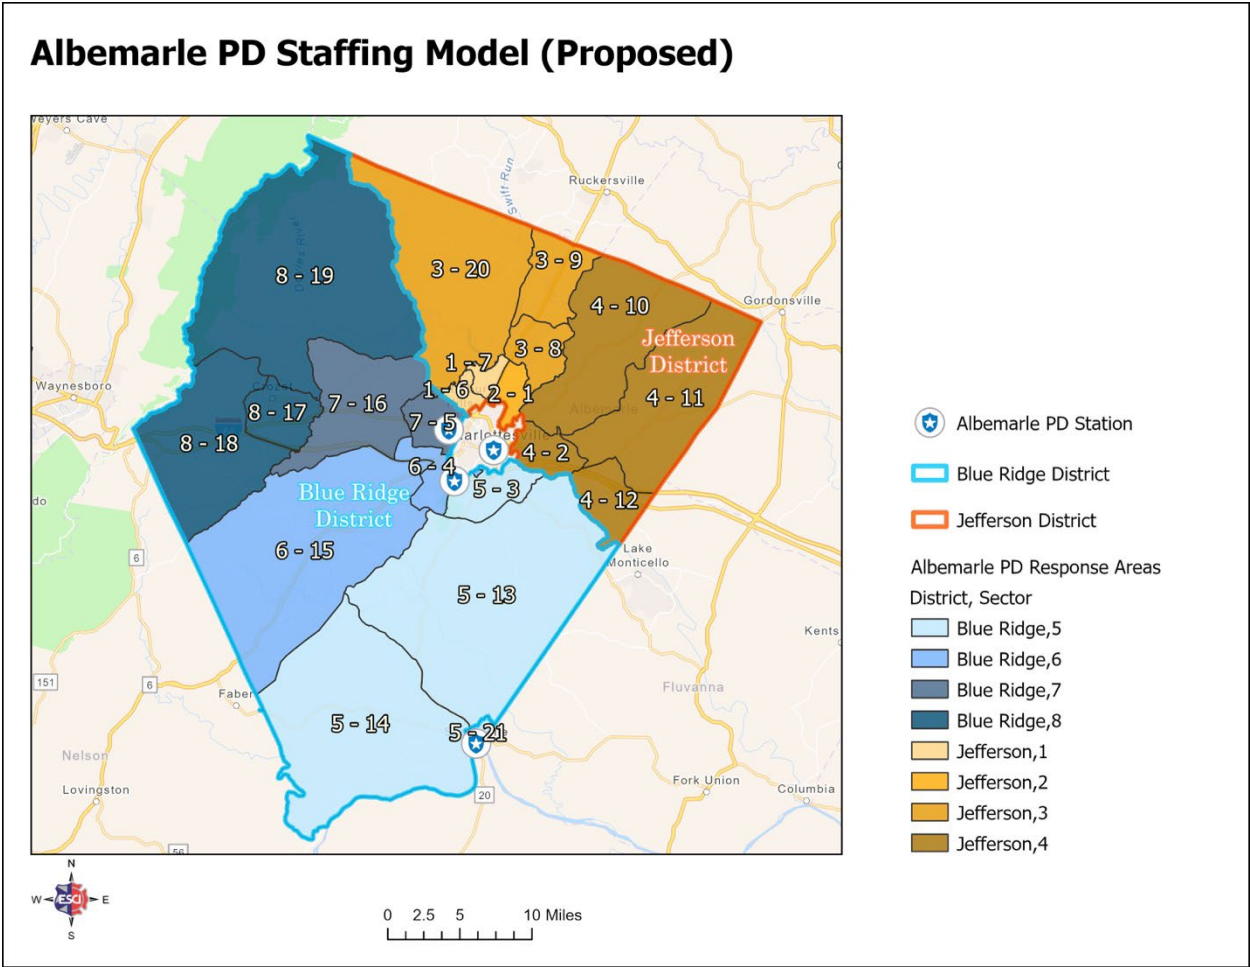 Albemarle PD Staffing Model (Proposed)
eyers Cave
Swift Run
Ruckersville
8 - 19
3 - 20
3 - 9
4 - 10
Gordonsville
Jefferson
District
3 - 8
1 - 7
Waynesboro
1 - 6
2 - 1
4 - 11
7 - 16
8 - 17
7 - 5
8 - 18
arlottesville
4 - 2
6 - 4
5 - 3
4 - 12
Blue Ridge
District
do
6 - 15
6
Lake
Monticello
5 - 13
Kents
151
6
Faber
Fluvanna
5 - 14
5 - 21
Nelson
Lovingston
20
Fork Union
Columbia
56
Albemarle PD Station
Blue Ridge District
Jefferson District
Albemarle PD Response Areas
District, Sector
Blue Ridge,5
Blue Ridge,6
Blue Ridge,7
Blue Ridge,8
Jefferson,1
Jefferson,2
Jefferson,3
Jefferson,4
N
W
ESCI
E
S
0 2.5 5 10 Miles